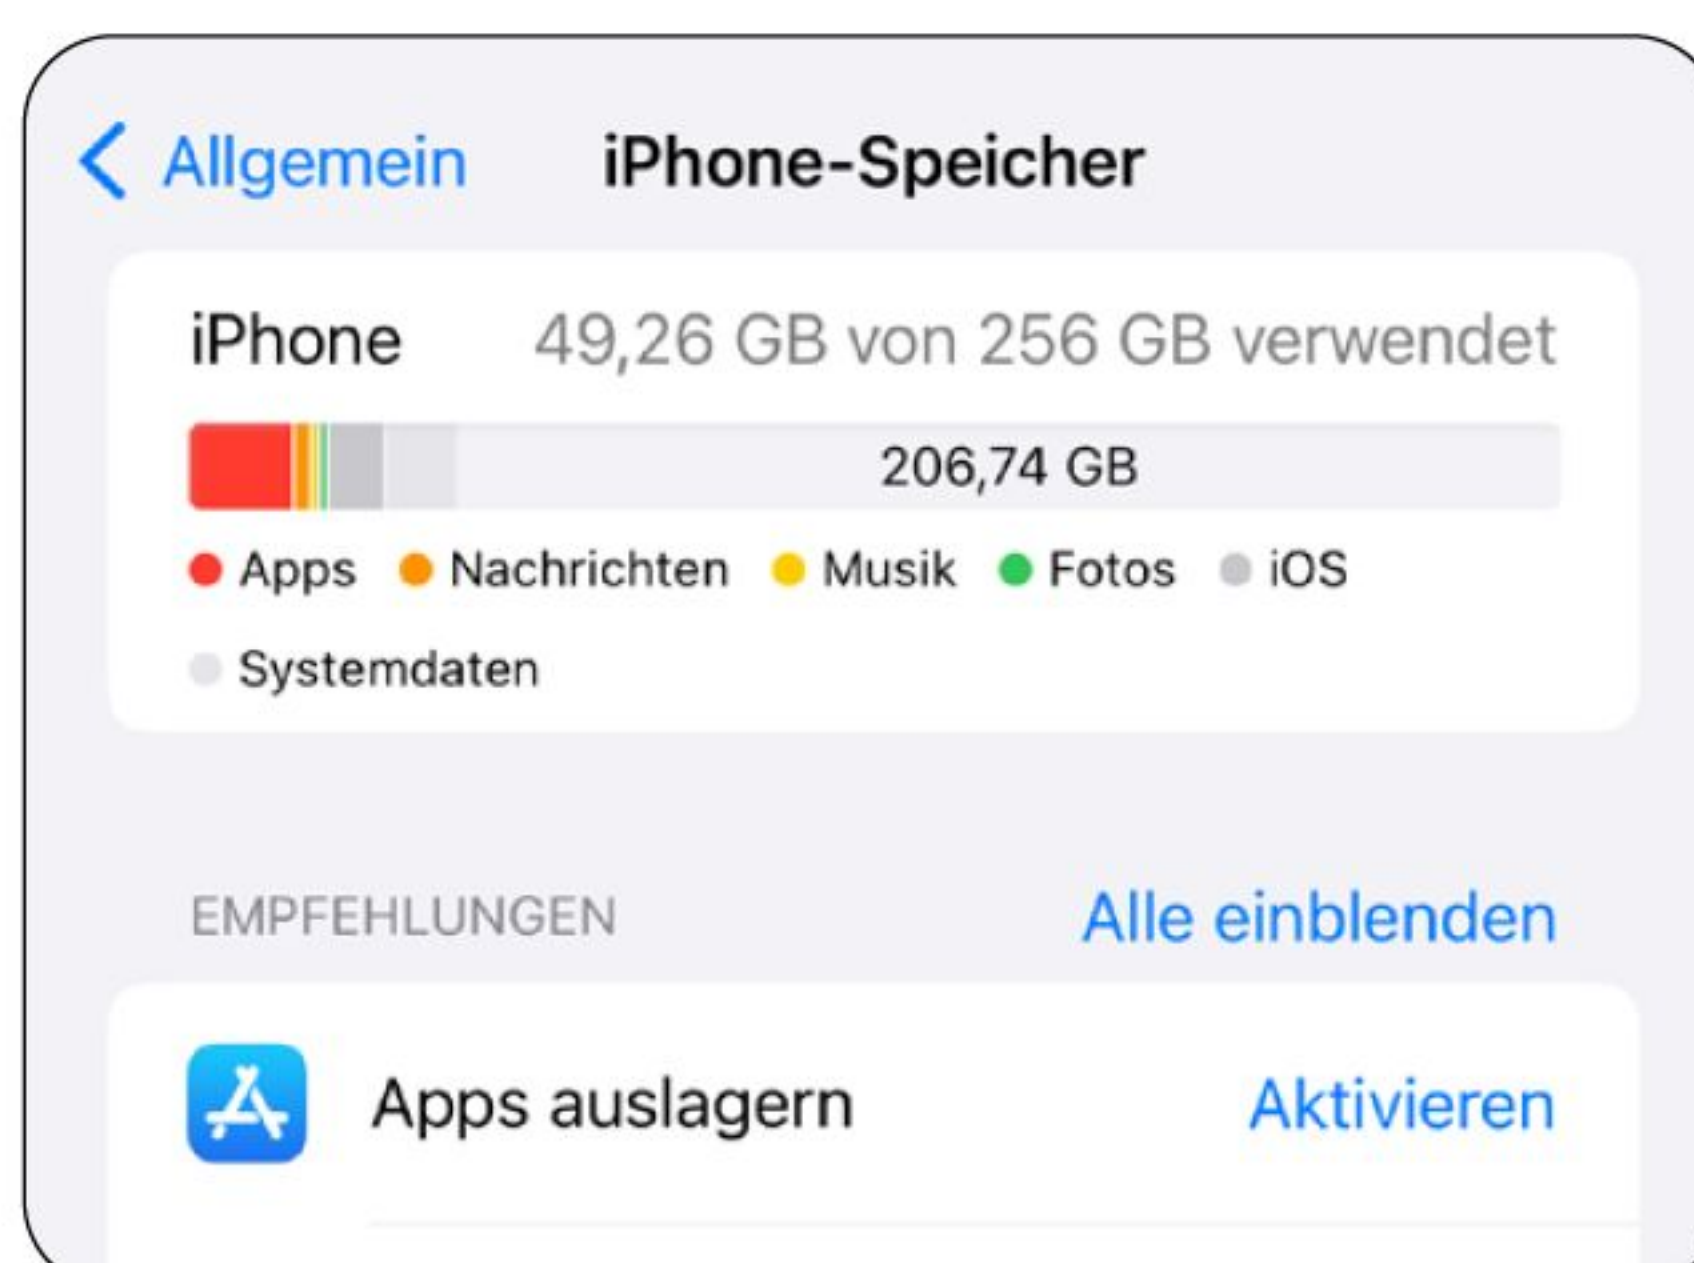 Allgemein iPhone-Speicher
iPhone 49,26 GB von 256 GB verwendet
206,74 GB
Apps Nachrichten Musik Fotos iOS
Systemdaten
EMPFEHLUNGEN Alle einblenden
Apps auslagern Aktivieren